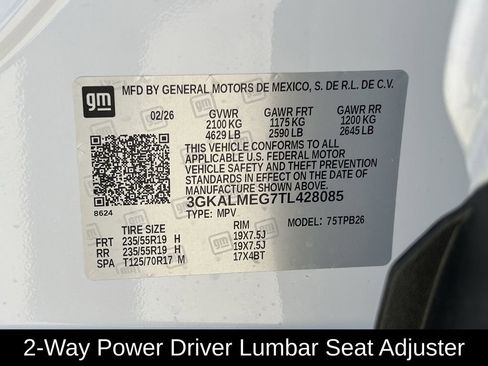 gm
MFD BY GENERAL MOTORS DE MEXICO, S. DE R.L. DE C.V.
02/26 GVWR GAWR FRT GAWR RR
2100 KG 1175 KG 1200 KG
4629 LB 2590 LB 2645 LB
THIS VEHICLE CONFORMS TO ALL
APPLICABLE U.S. FEDERAL MOTOR
VEHICLE SAFETY AND THEFT
PREVENTION STANDARDS IN EFFECT
ON THE DATE OF MANUFACTURE
SHOWN ABOVE.
8624 3GKALMEG7TL428085
TYPE: MPV 75TPB26
TIRE SIZE RIM
FRT 235/55R19 H 19X7.5J
RR 235/55R19 H 19X7.5J
SPA T125/70R17 M 17X4BT
2-Way Power Driver Lumbar Seat Adjuster